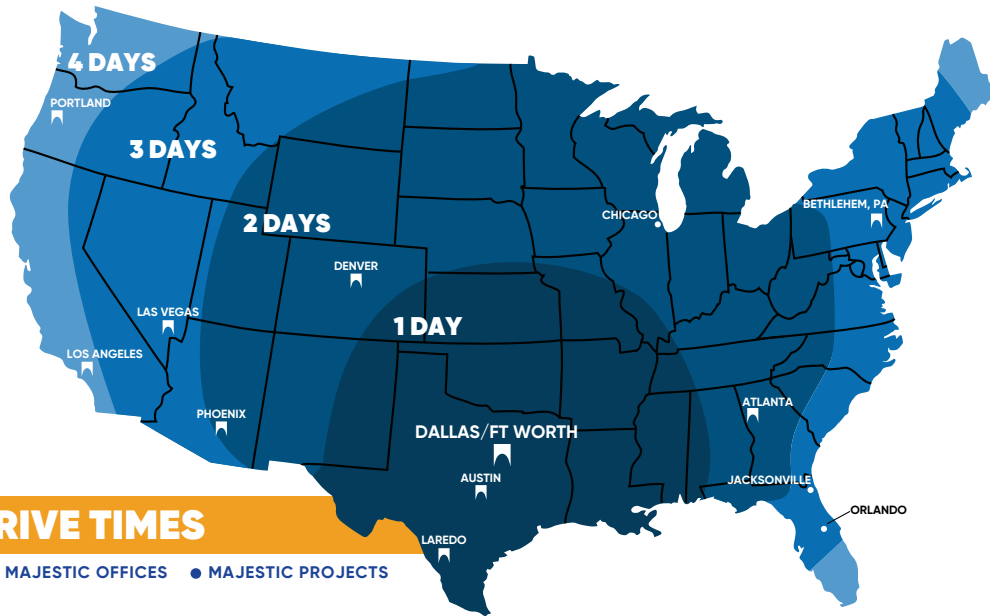 4 DAYS
PORTLAND
3 DAYS
2 DAYS
CHICAGO
BETHLEHEM, PA
DENVER
LAS VEGAS
1 DAY
LOS ANGELES
PHOENIX
ATLANTA
DALLAS/FT WORTH
AUSTIN
JACKSONVILLE
ORLANDO
RIVE TIMES
LAREDO
MAJESTIC OFFICES
MAJESTIC PROJECTS